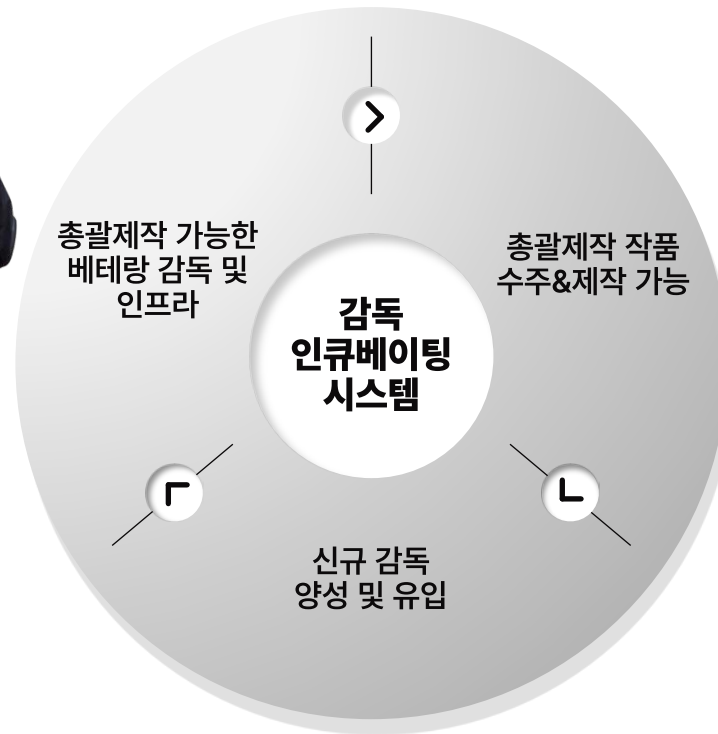 총괄제작 가능한
베테랑 감독 및
인프라
총괄제작 작품
수주&제작 가능
감독
인큐베이팅
시스템
신규 감독
양성 및 유입